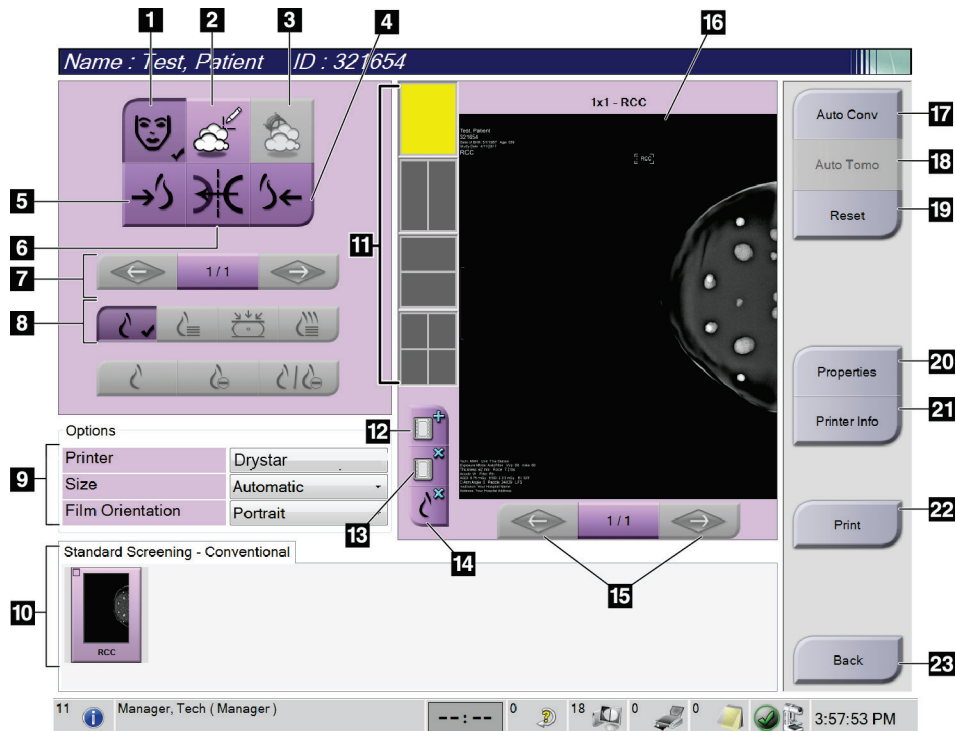 1 2 3 4 16
Name : Test, Patient ID : 321654
1x1 - RCC
Test, Patient
321654
RCC
RCC
Auto Conv 17
Auto Tomo 18
Reset 19
5
6
11
7 1/1
8
Properties 20
Printer Info 21
Options
12
9 Printer Drystar
Size Automatic
Film Orientation Portrait
13
14
1/1
15
Print 22
Standard Screening - Conventional
10
RCC
Back 23
11 Manager, Tech ( Manager ) --:-- 0 18 0 0 3:57:53 PM